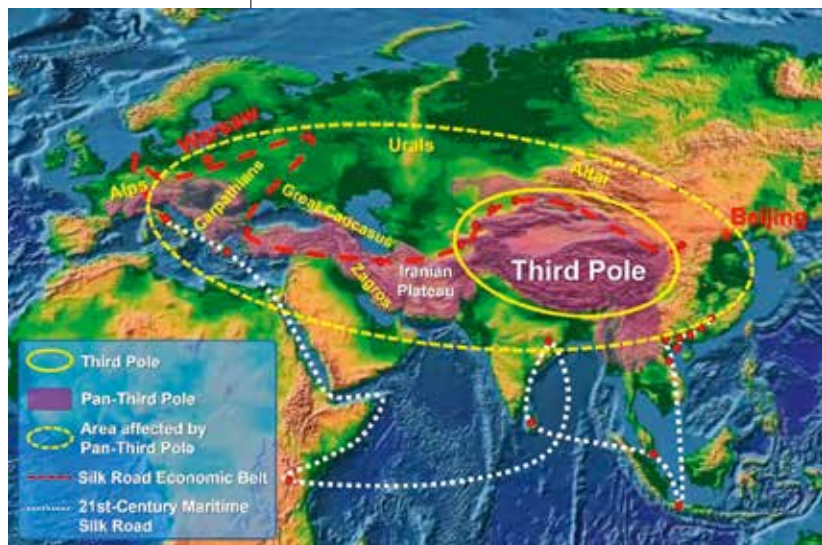 Warsaw
Urals
Alps
Carpathians
Great Cagcasus
Altai
Beijing
Zagros
Iranian
Plateau
Third Pole
Third Pole
Pan-Third Pole
Area affected by
Pan-Third Pole
Silk Road Economic Belt
21st-Century Maritime
Silk Road